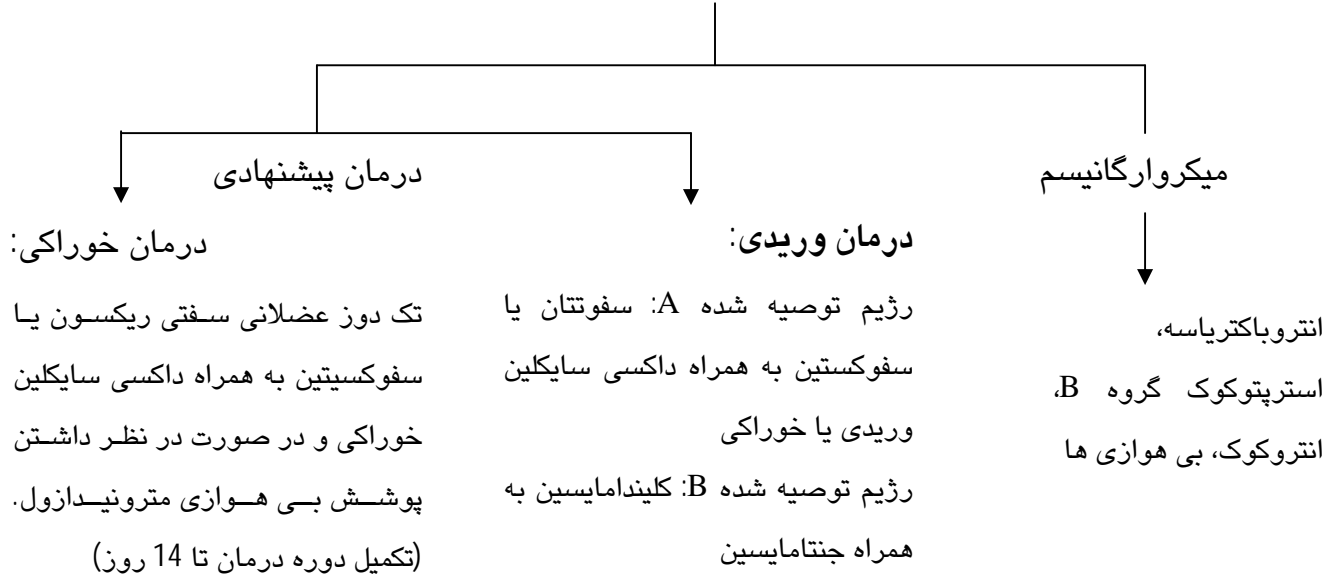 میکروارگانیسم
انتروباکتریاسه،
استرپتوکوک گروه B،
انتروکوک، بی هوازی ها
درمان پیشنهادی
درمان وریدی:
رژیم توصیه شده A: سفوتتان یا
سفوکستین به همراه داکسی سایکلین
وریدی یا خوراکی
رژیم توصیه شده B: کلیندامایسین به
همراه جنتامایسین
درمان خوراکی:
تک دوز عضلانی سفتی ریکسون یا
سفوکسیتین به همراه داکسی سایکلین
خوراکی و در صورت در نظر داشتن
پوشش بی هوازی مترونیدازول.
(تکمیل دوره درمان تا 14 روز)